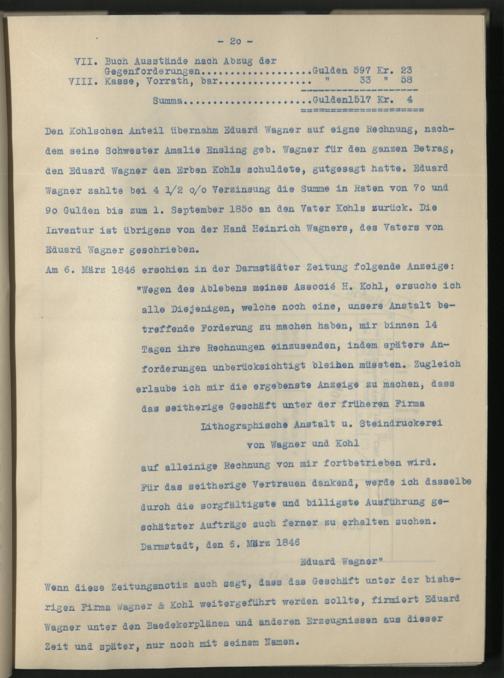 - 20 -
VII. Buch Ausstände nach Abzug der
Gegenforderungen...................Gulden 597 Kr. 23
VIII. Kasse, Vorrath, bar................... " 33 " 58
Summa...................Gulden1517 Kr. 4
Den Kohlschen Anteil übernahm Eduard Wagner auf eigne Rechnung, nach-
dem seine Schwester Amalie Ensling geb. Wagner für den ganzen Betrag,
den Eduard Wagner den Erben Kohls schuldete, gutgesagt hatte. Eduard
Wagner zahlte bei 4 1/2 o/o Verzinsung die Summe in Raten von 70 und
90 Gulden bis zum 1. September 1850 an den Vater Kohls zurück. Die
Inventur ist übrigens von der Hand Heinrich Wagners, des Vaters von
Eduard Wagner geschrieben.
Am 6. März 1846 erschien in der Darmstädter Zeitung folgende Anzeige:
"Wegen des Ablebens meines Associé H. Kohl, ersuche ich
alle Diejenigen, welche noch eine, unsere Anstalt be-
treffende Forderung zu machen haben, mir binnen 14
Tagen ihre Rechnungen einzusenden, indem spätere An-
forderungen unberücksichtigt bleiben müssten. Zugleich
erlaube ich mir die ergebenste Anzeige zu machen, dass
das seitherige Geschäft unter der früheren Firma
Lithographische Anstalt u. Steindruckerei
von Wagner und Kohl
auf alleinige Rechnung von mir fortbetrieben wird.
Für das seitherige Vertrauen dankend, werde ich dasselbe
durch die sorgfältigste und billigste Ausführung ge-
schätzter Aufträge auch ferner zu erhalten suchen.
Darmstadt, den 6. März 1846
Eduard Wagner"
Wenn diese Zeitungsnotiz auch sagt, dass das Geschäft unter der bishe-
rigen Firma Wagner & Kohl weitergeführt werden sollte, firmiert Eduard
Wagner unter den Baedekerplänen und anderen Erzeugnissen aus dieser
Zeit und später, nur noch mit seinem Namen.